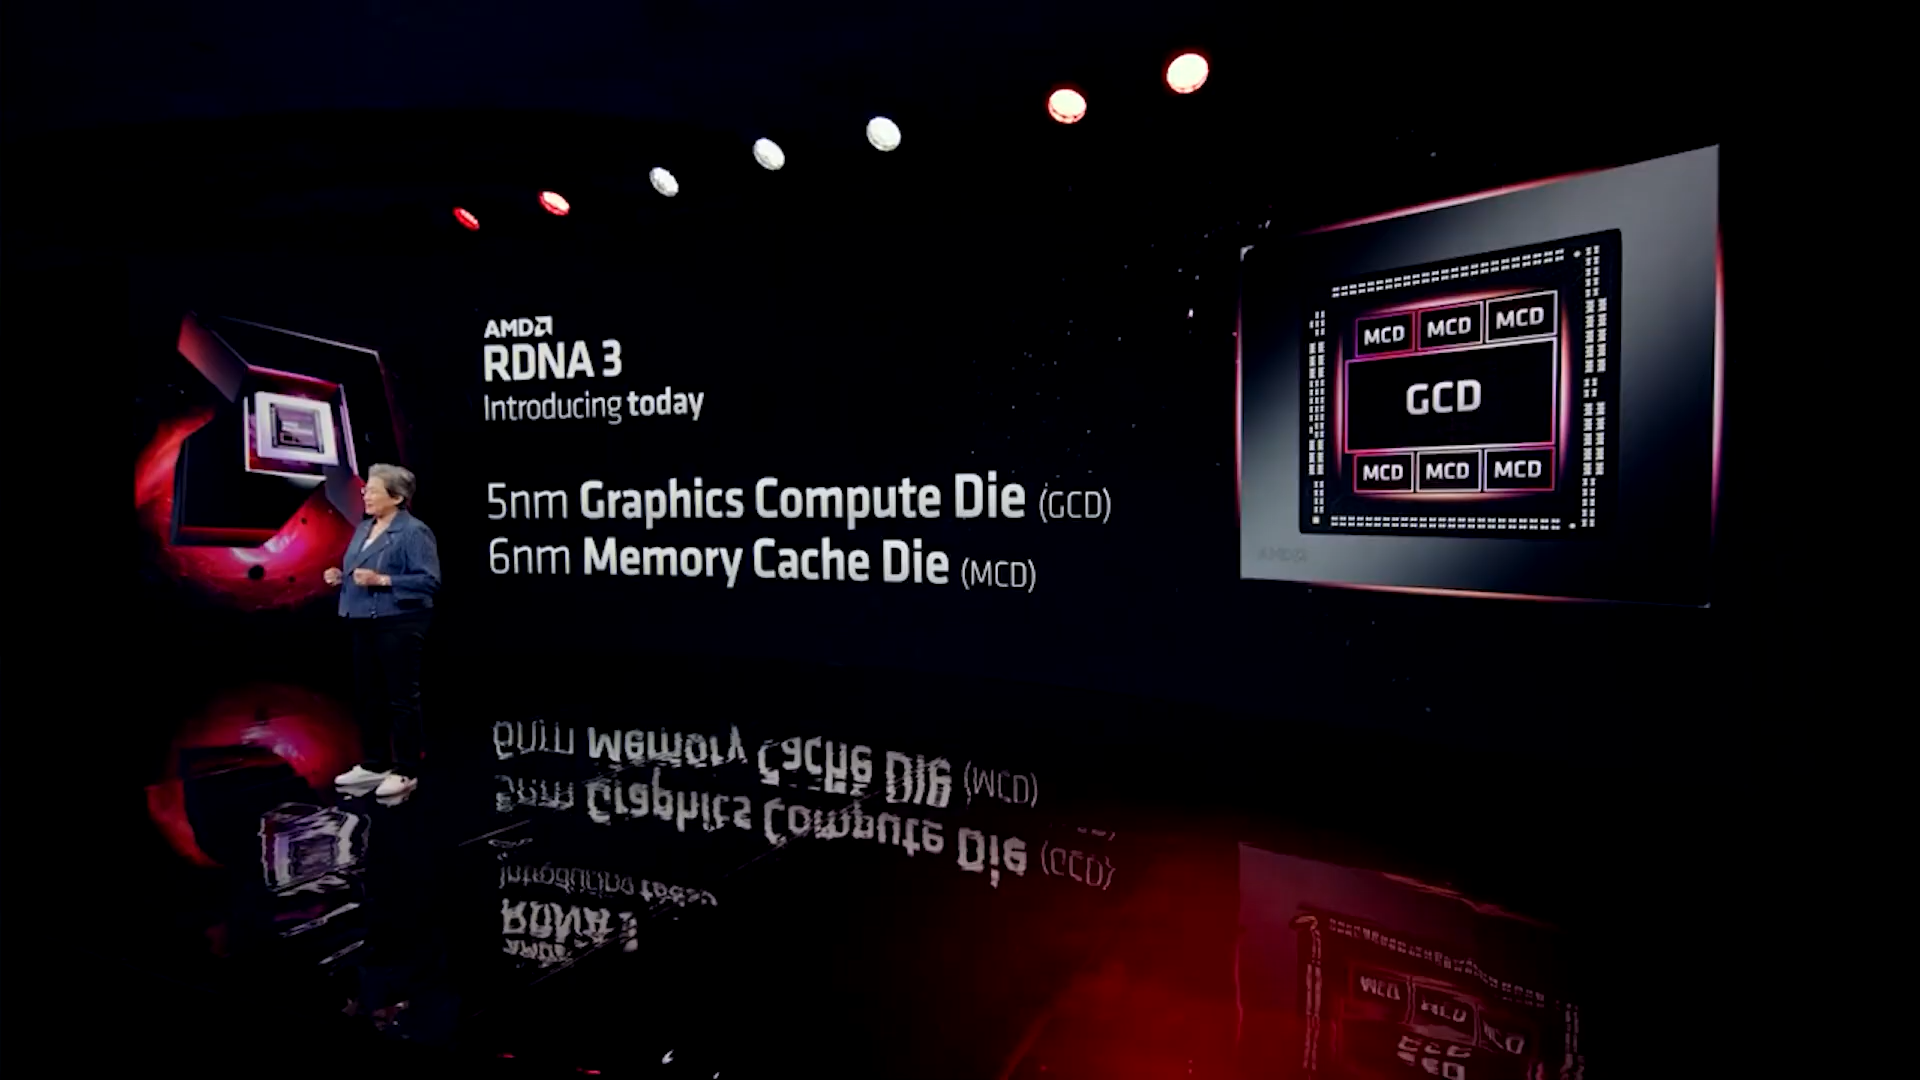 AMD
RDNA 3
Introducing today
5nm Graphics Compute Die (GCD)
6nm Memory Cache Die (MCD)
MCD MCD MCD
GCD
MCD MCD MCD
AMD